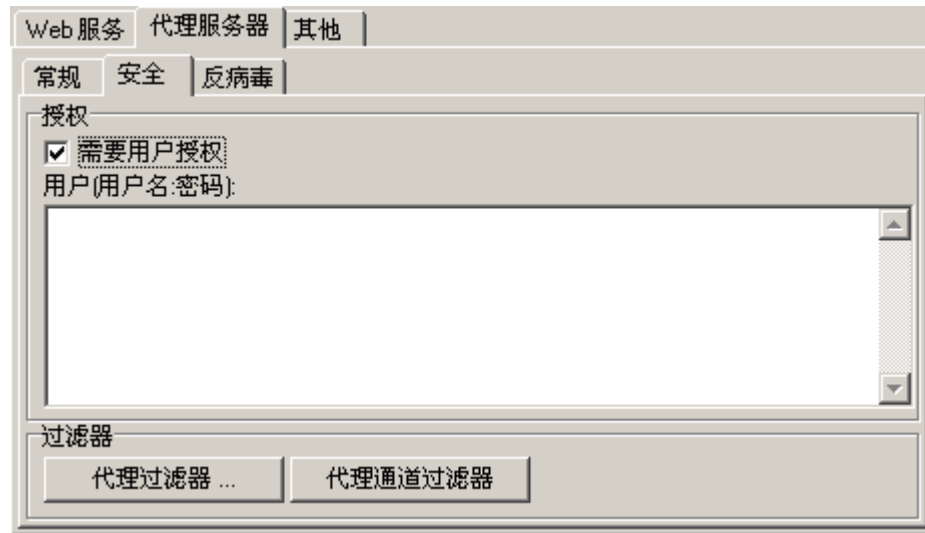 Web 服务 代理服务器 其他
常规 安全 反病毒
授权
需要用户授权
用户(用户名:密码):
过滤器
代理过滤器 ... 代理通道过滤器